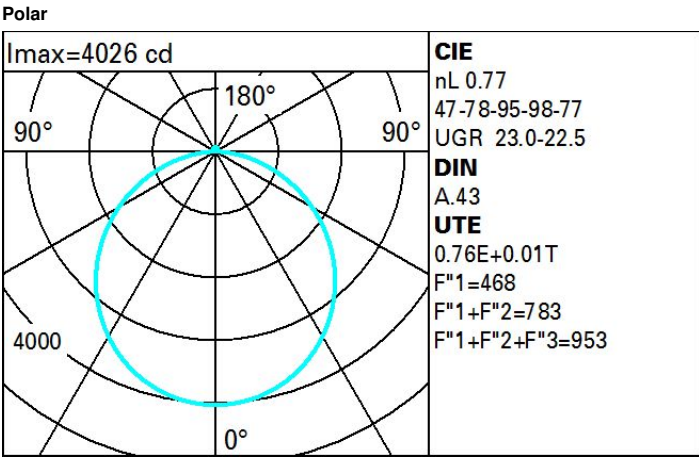 Polar
Imax=4026 cd
180°
90°
90°
4000
0°
CIE
nL 0.77
47-78-95-98-77
UGR 23.0-22.5
DIN
A.43
UTE
0.76E+0.01T
F"1=468
F"1+F"2=783
F"1+F"2+F"3=953